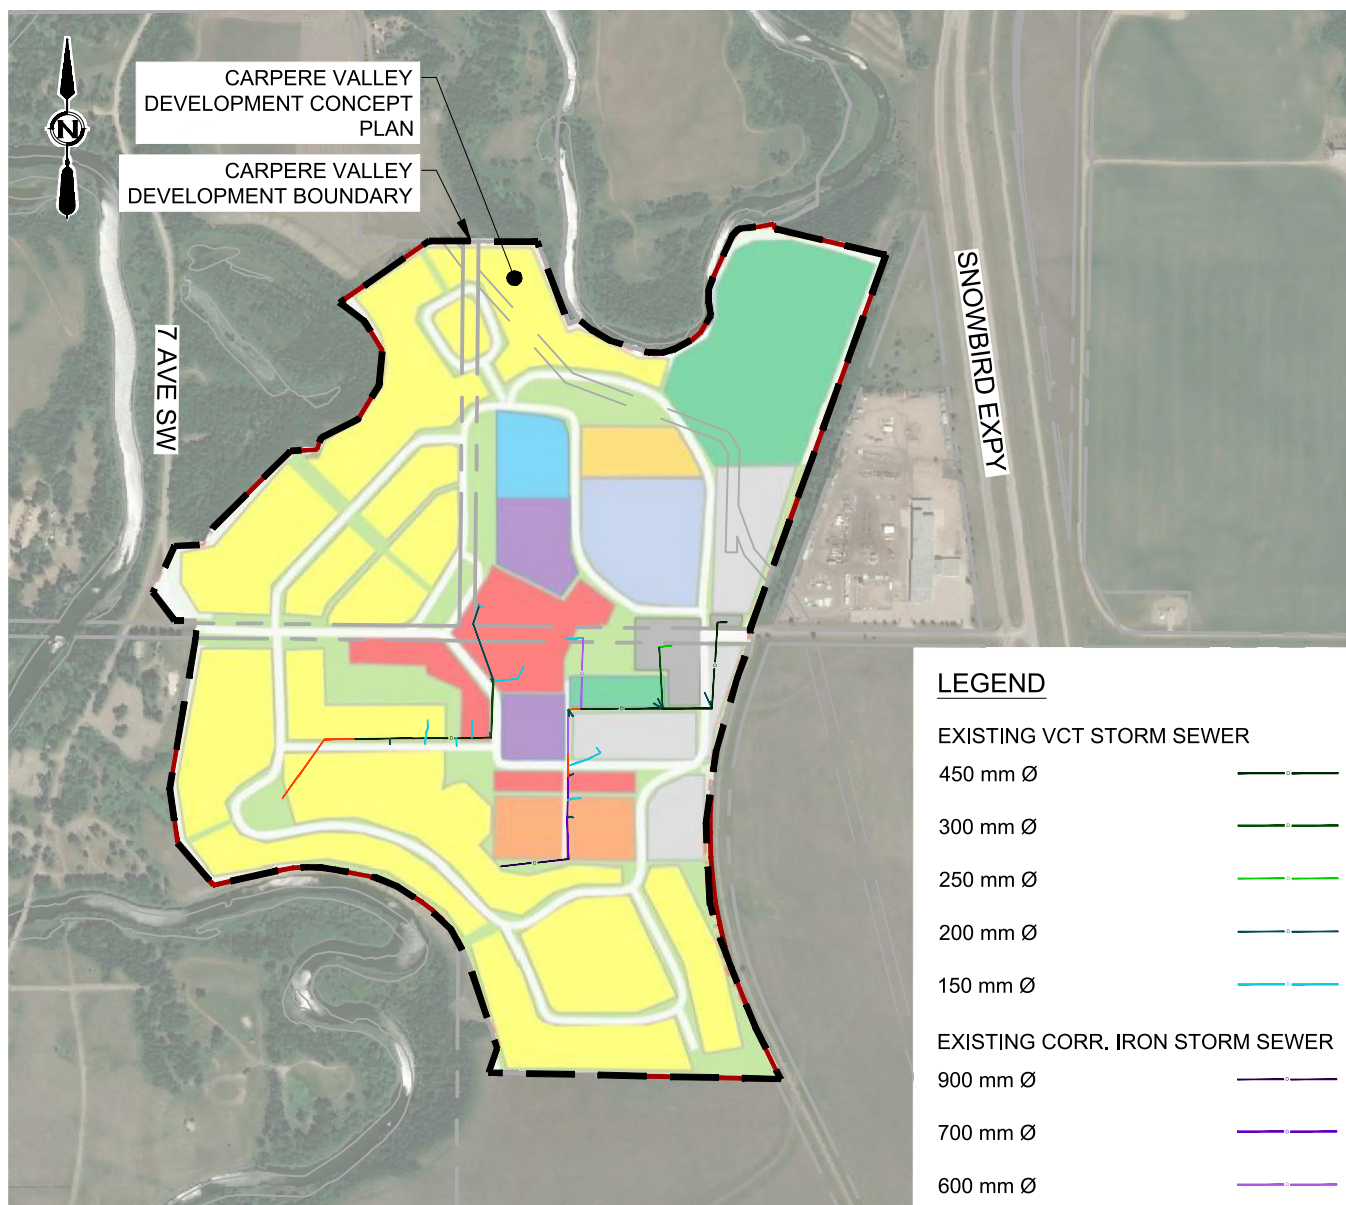 CARPERE VALLEY
DEVELOPMENT CONCEPT
PLAN
CARPERE VALLEY
DEVELOPMENT BOUNDARY
N
7 AVE SW
SNOWBIRD EXPY
LEGEND
EXISTING VCT STORM SEWER
450 mm Ø
300 mm Ø
250 mm Ø
200 mm Ø
150 mm Ø
EXISTING CORR. IRON STORM SEWER
900 mm Ø
700 mm Ø
600 mm Ø